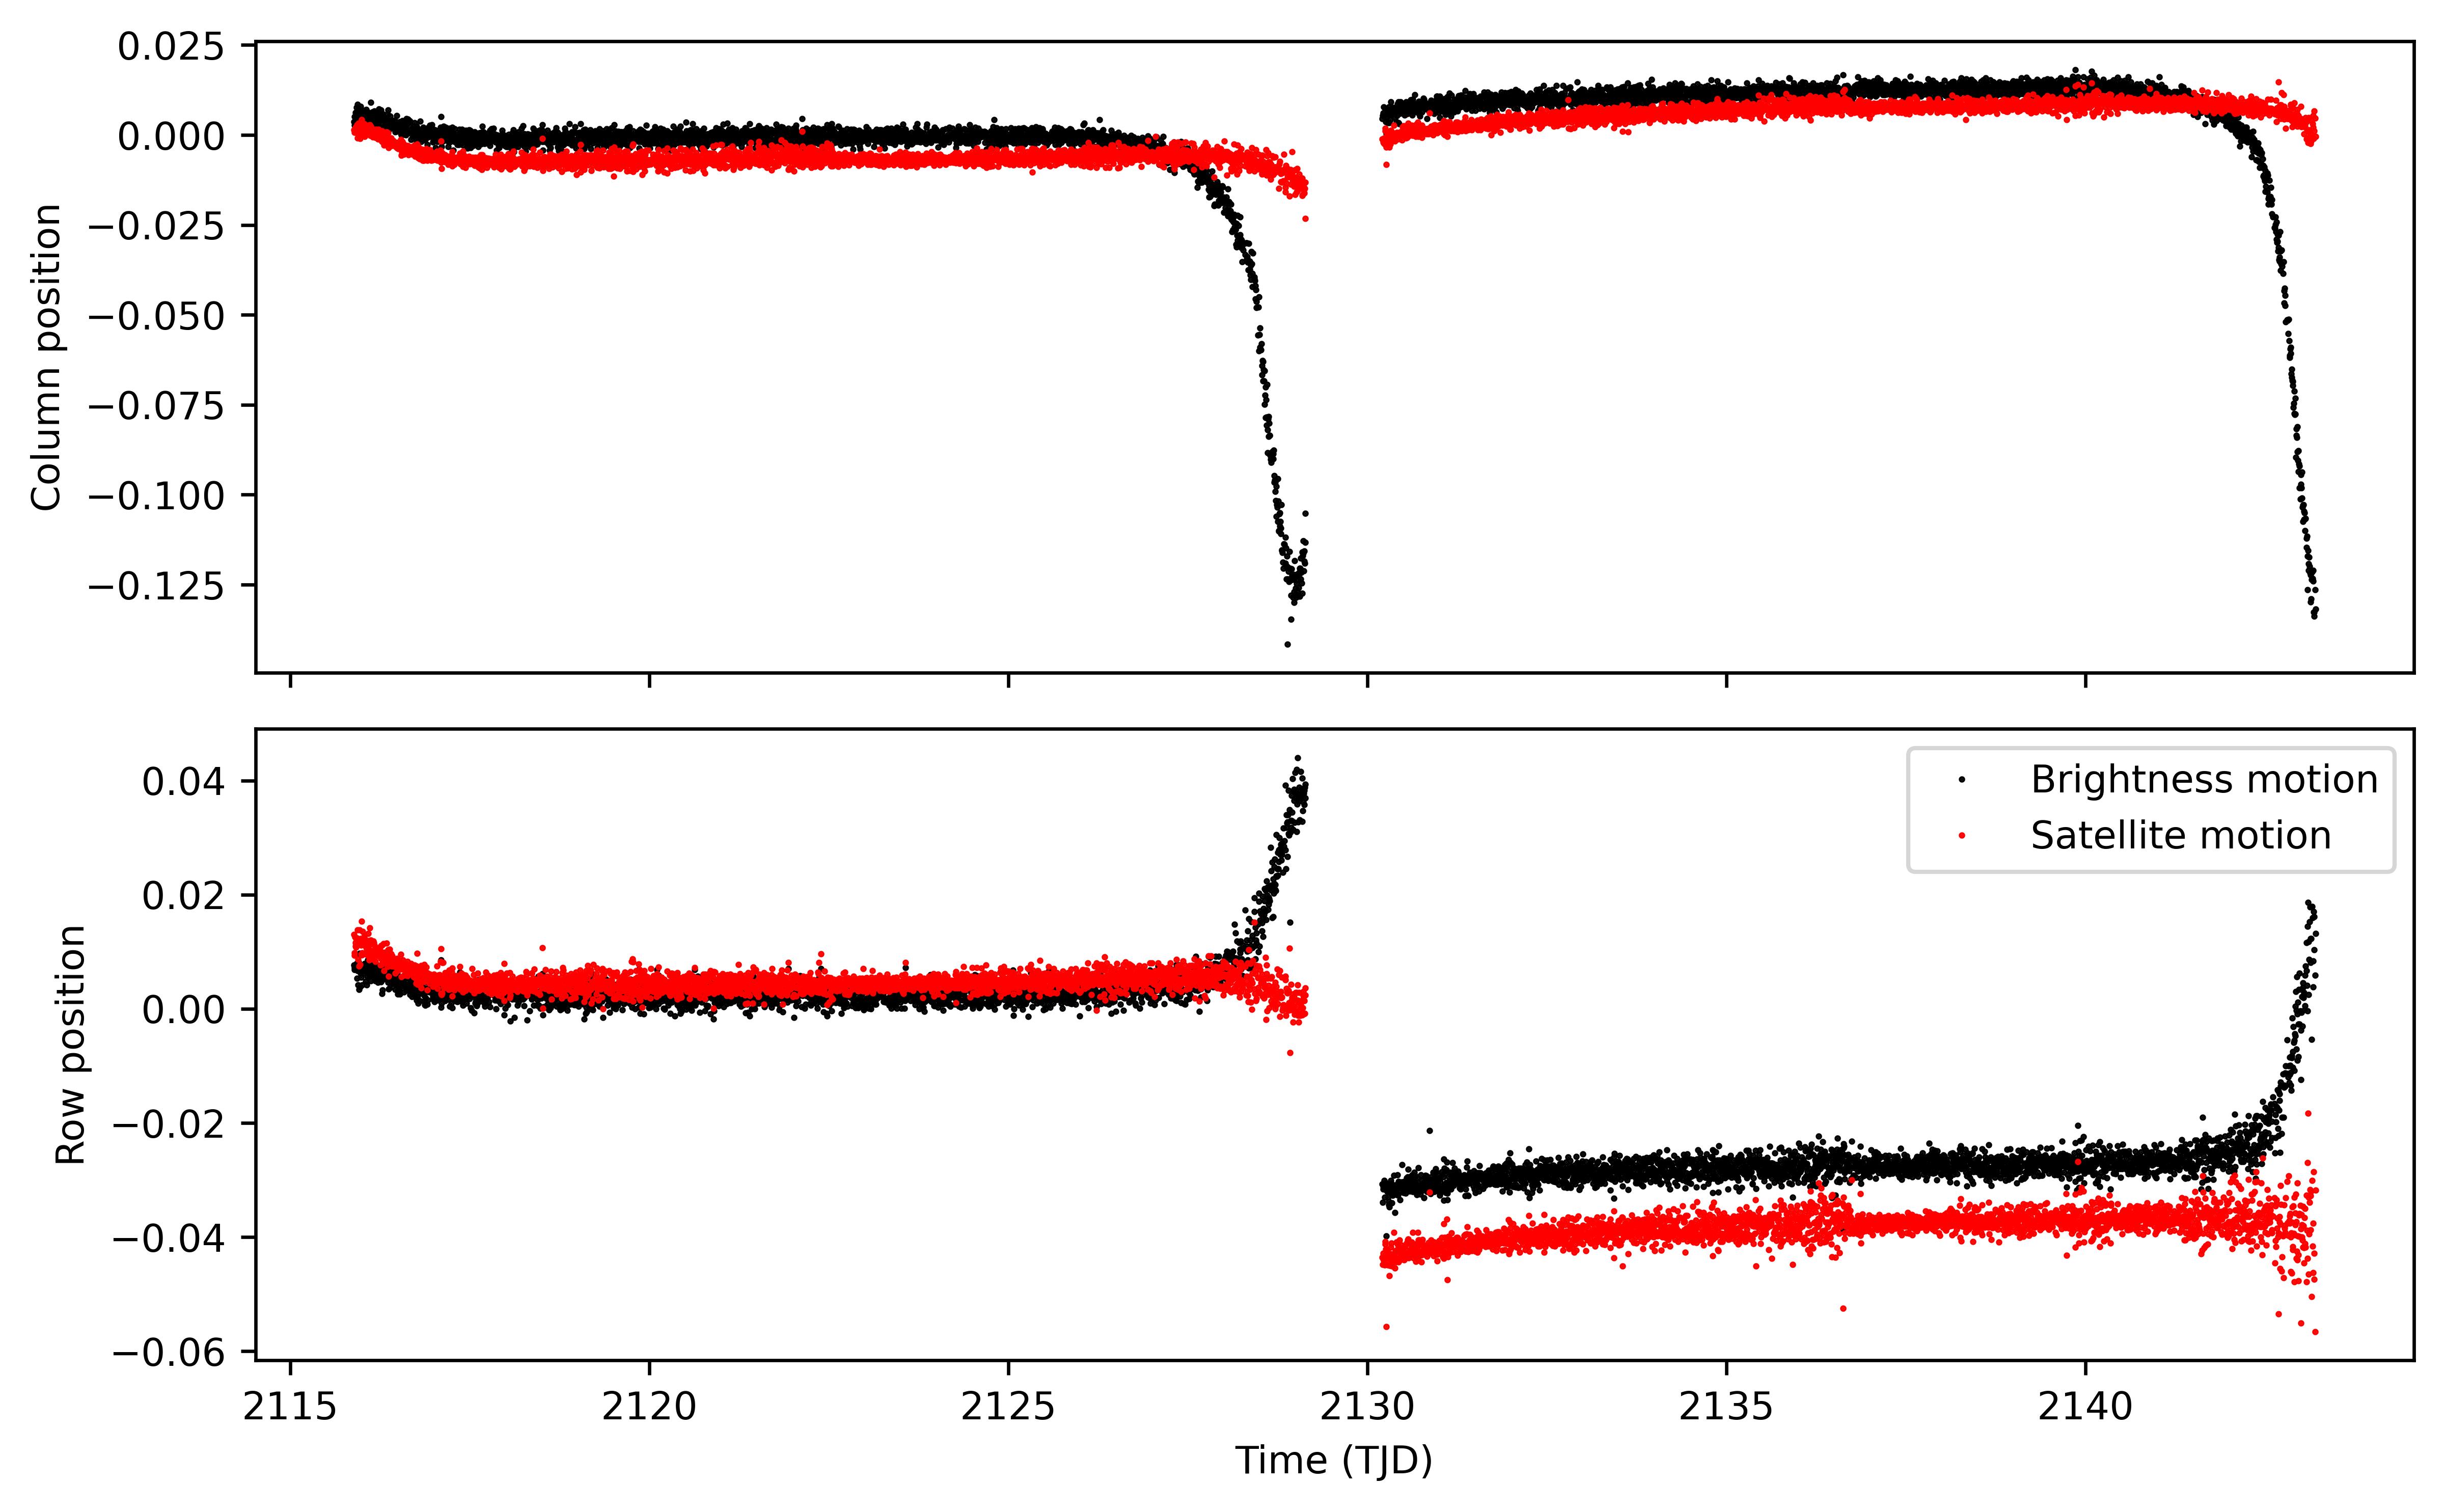 0.025
0.000
−0.025
−0.050
−0.075
−0.100
−0.125
Column position
0.04
0.02
0.00
−0.02
−0.04
−0.06
Row position
Brightness motion
Satellite motion
2115 2120 2125 2130 2135 2140
Time (TJD)